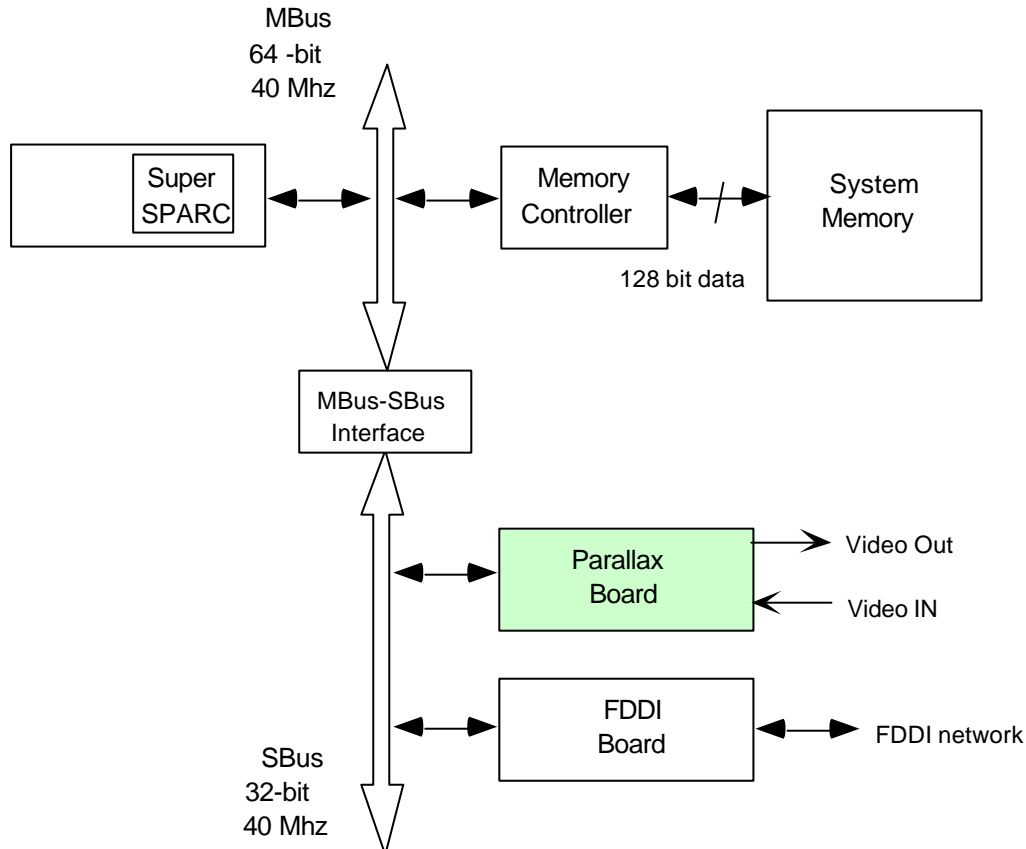 MBus
64 -bit
40 Mhz
Super
SPARC
Memory
Controller
System
Memory
128 bit data
MBus-SBus
Interface
Parallax
Board
Video Out
Video IN
FDDI
Board
FDDI network
SBus
32-bit
40 Mhz